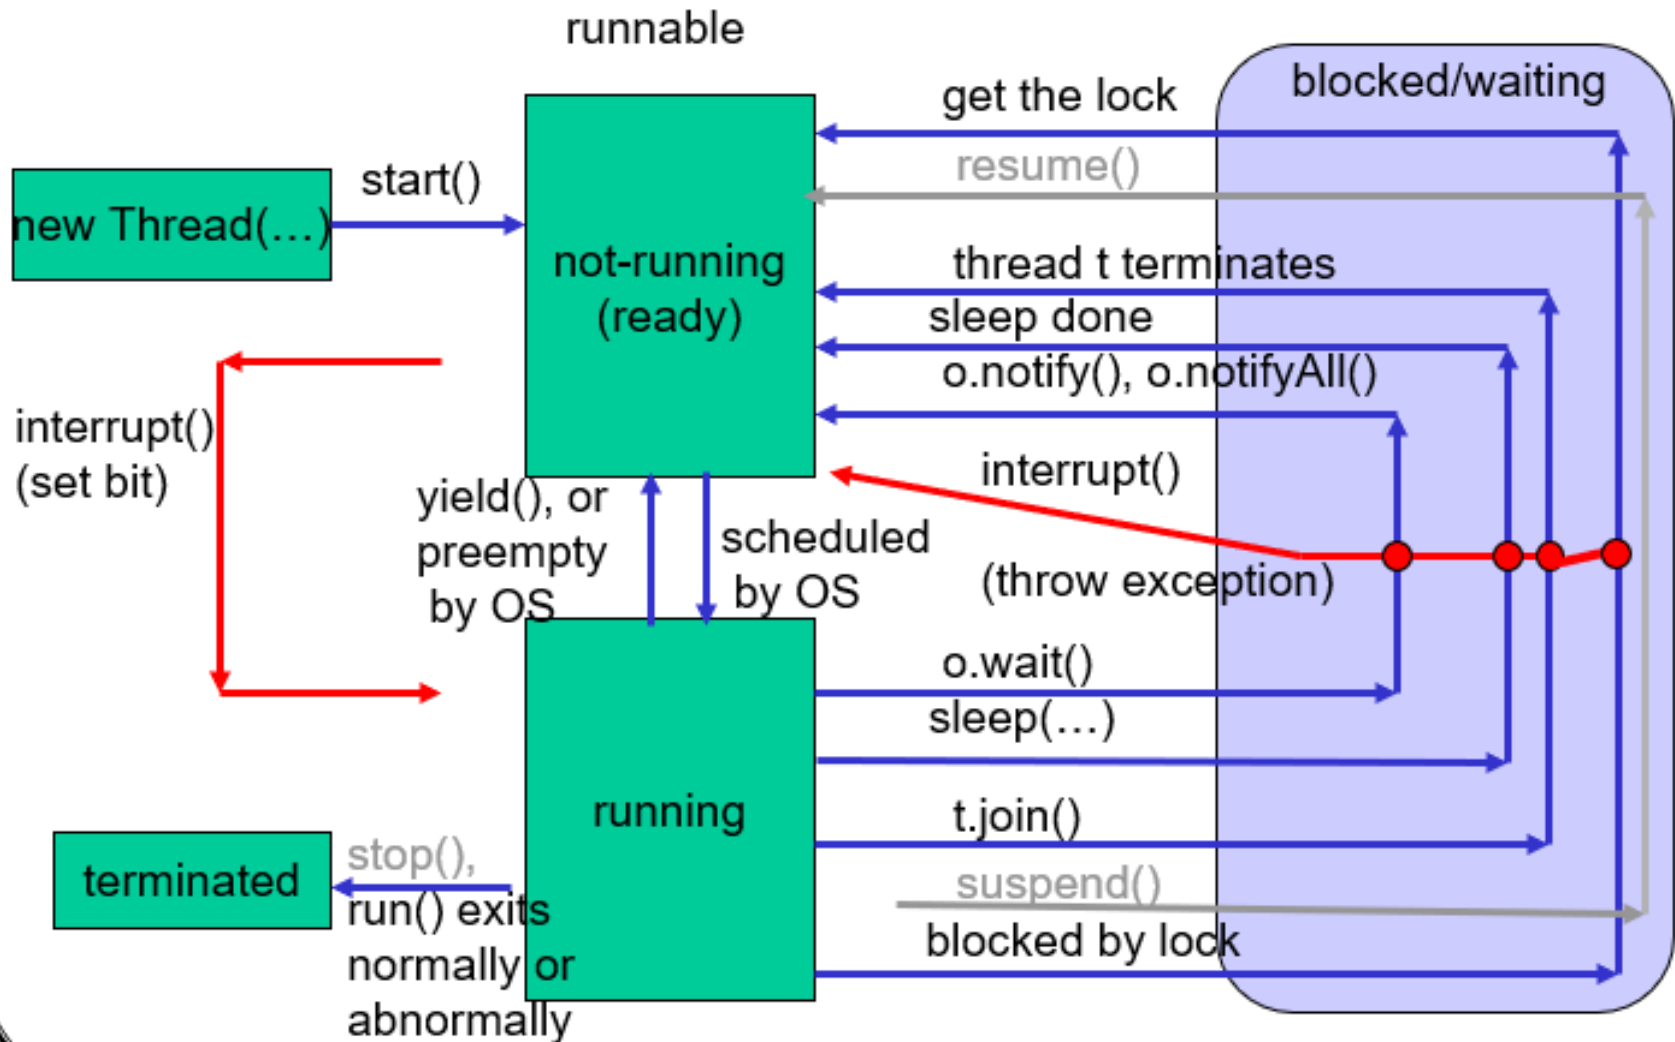 runnable
blocked/waiting
get the lock
resume()
start()
new Thread(…)
not-running
(ready)
thread t terminates
sleep done
o.notify(), o.notifyAll()
interrupt()
(set bit)
interrupt()
(throw exception)
yield(), or
preempty
by OS
scheduled
by OS
o.wait()
sleep(…)
running
t.join()
suspend()
blocked by lock
terminated
stop(),
run() exits
normally or
abnormally